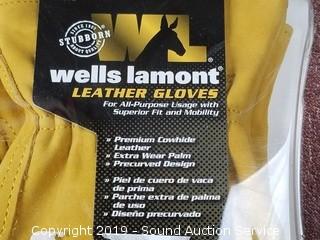 SINCE 1907
STUBBORN
ABOUT QUALITY
WL
wells lamont®
LEATHER GLOVES
For All-Purpose Usage with
Superior Fit and Mobility
» Premium Cowhide
Leather
» Extra Wear Palm
» Precurved Design
» Piel de cuero de vaca
de prima
» Parche extra de palma
de uso
» Diseño precurvado
Copyright 2019 - Sound Auction Service